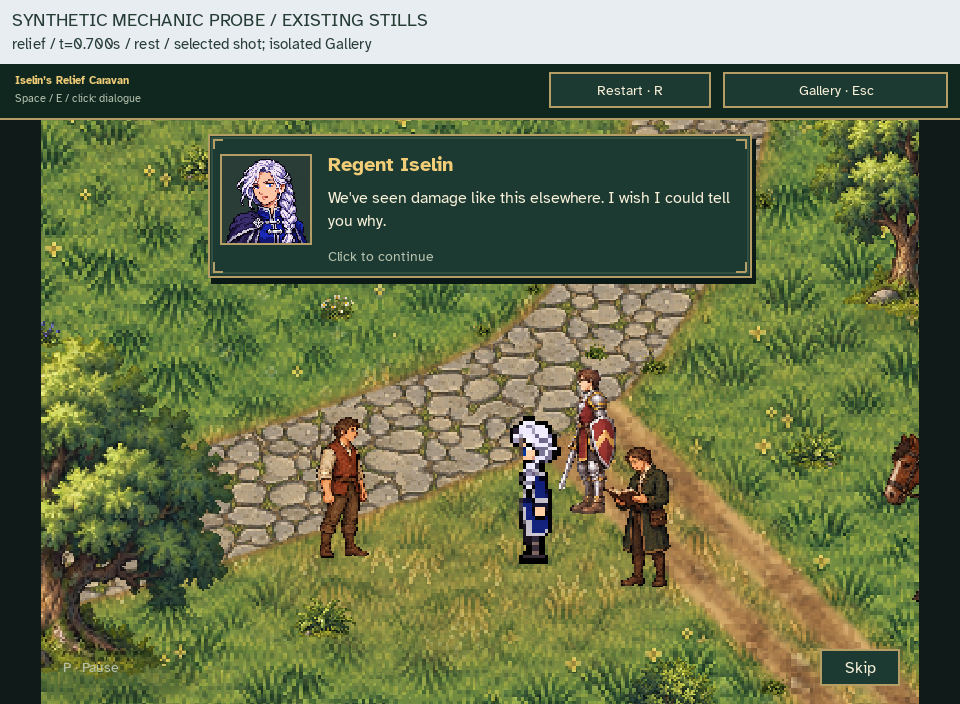 SYNTHETIC MECHANIC PROBE / EXISTING STILLS
relief / t=0.700s / rest / selected shot; isolated Gallery
Iselin's Relief Caravan
Space / E / click: dialogue
Restart · R
Gallery · Esc
Regent Iselin
We've seen damage like this elsewhere. I wish I could tell
you why.
Click to continue
P · Pause
Skip